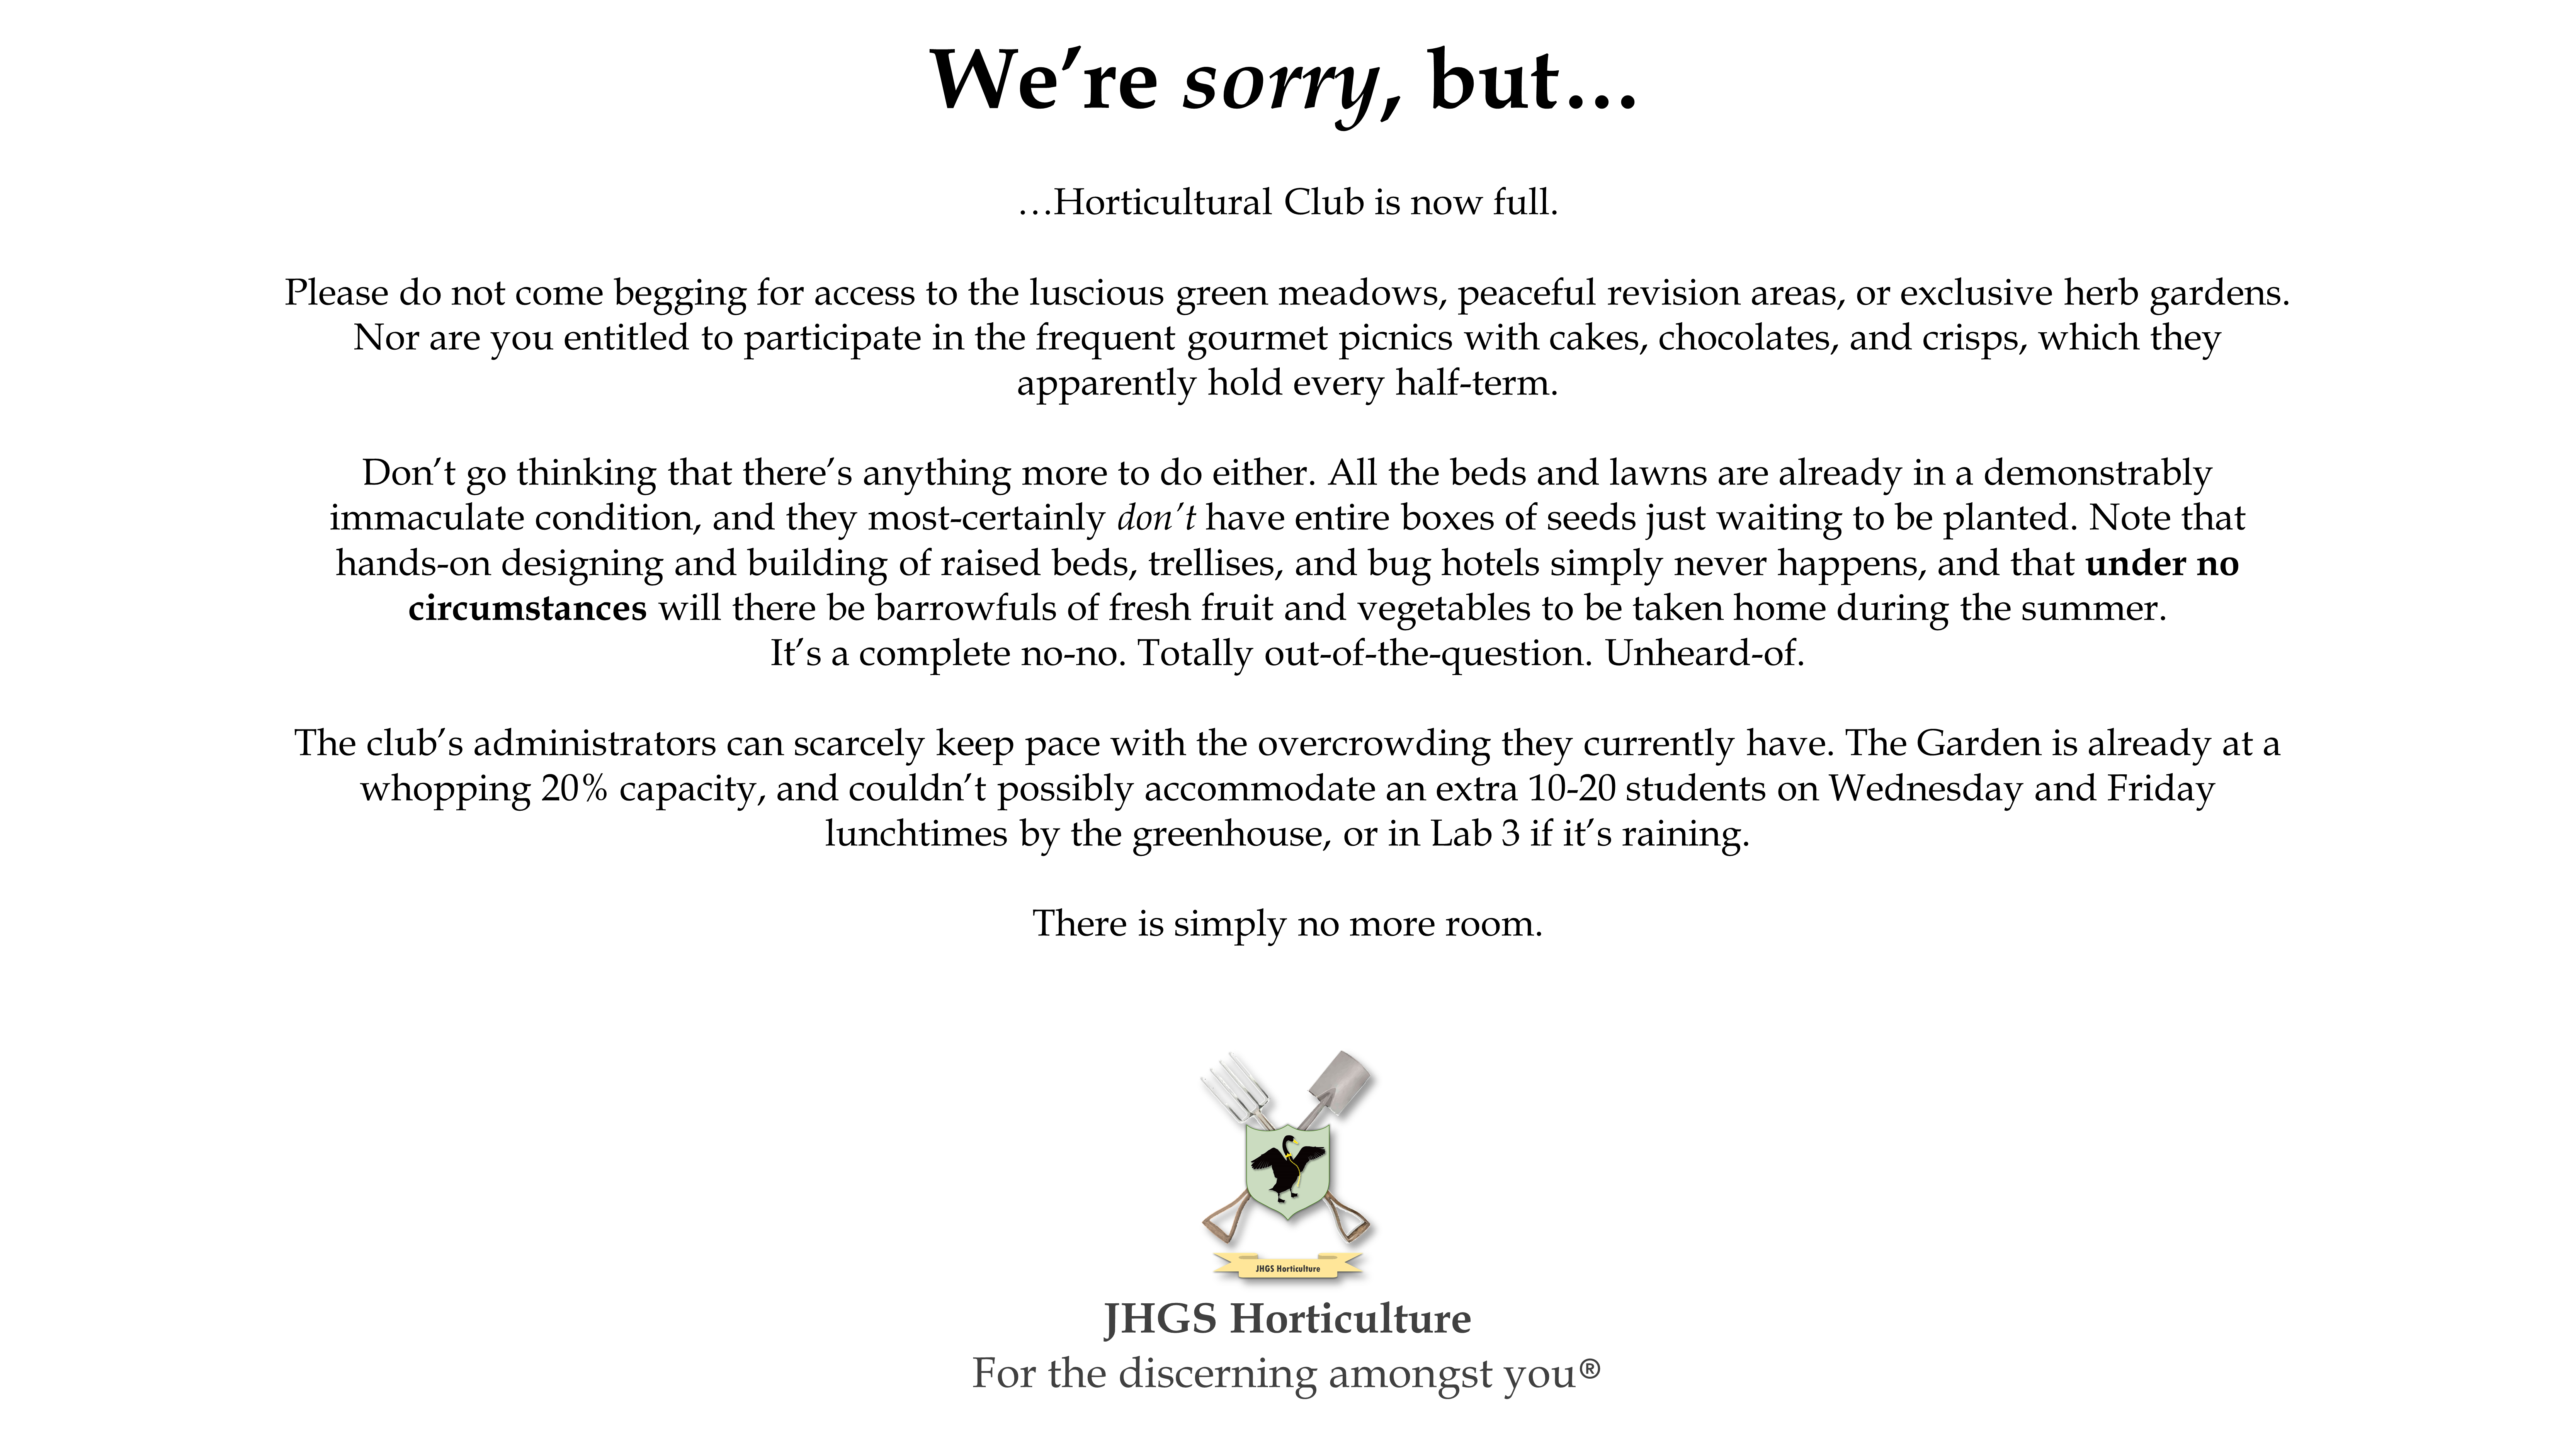 We’re sorry, but…
…Horticultural Club is now full.
Please do not come begging for access to the luscious green meadows, peaceful revision areas, or exclusive herb gardens.
Nor are you entitled to participate in the frequent gourmet picnics with cakes, chocolates, and crisps, which they
apparently hold every half-term.
Don’t go thinking that there’s anything more to do either. All the beds and lawns are already in a demonstrably
immaculate condition, and they most-certainly don’t have entire boxes of seeds just waiting to be planted. Note that
hands-on designing and building of raised beds, trellises, and bug hotels simply never happens, and that under no
circumstances will there be barrowfuls of fresh fruit and vegetables to be taken home during the summer.
It’s a complete no-no. Totally out-of-the-question. Unheard-of.
The club’s administrators can scarcely keep pace with the overcrowding they currently have. The Garden is already at a
whopping 20% capacity, and couldn’t possibly accommodate an extra 10-20 students on Wednesday and Friday
lunchtimes by the greenhouse, or in Lab 3 if it’s raining.
There is simply no more room.
JHGS Horticulture
JHGS Horticulture
For the discerning amongst you®